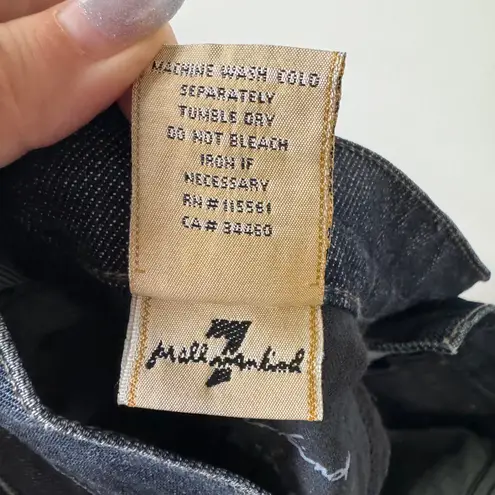 MACHINE WASH COLD
SEPARATELY
TUMBLE DRY
DO NOT BLEACH
IRON IF
NECESSARY
RN # 115561
CA # 34460
7
for all mankind